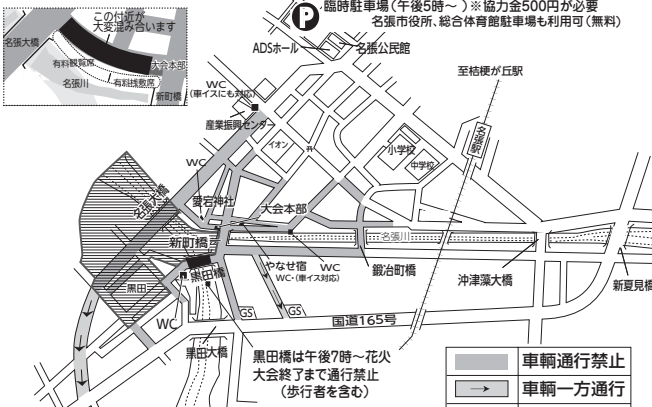 この付近が
大変混み合います
名張大橋
有料観覧席
大会本部
有料桟敷席
名張川
新町橋
P
臨時駐車場(午後5時~)※協力金500円が必要
名張市役所、総合体育館駐車場も利用可(無料)
ADSホール
名張公民館
至桔梗が丘駅
WC
(車イスにも対応)
産業振興センター
名張駅
イオン
小学校
中学校
WC
名張大橋
愛宕神社
大会本部
新町橋
名張川
黒田橋
やなせ宿
WC・(車イス対応)
WC
鍛冶町橋
沖津藻大橋
新夏見橋
黒田
WC
GS
GS
国道165号
黒田大橋
黒田橋は午後7時~花火
大会終了まで通行禁止
(歩行者を含む)
車輌通行禁止
車輌一方通行